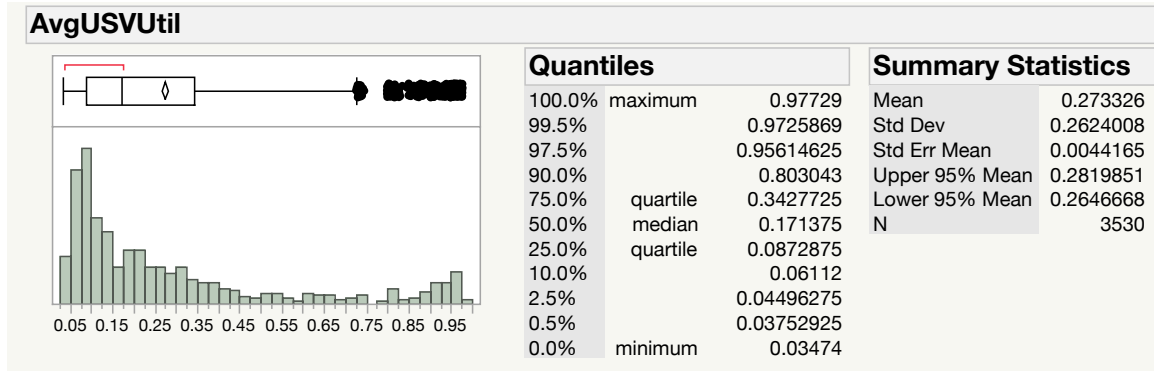 AvgUSVUtil
0.05 0.15 0.25 0.35 0.45 0.55 0.65 0.75 0.85 0.95
Quantiles
100.0% maximum 0.97729
99.5% 0.9725869
97.5% 0.95614625
90.0% 0.803043
75.0% quartile 0.3427725
50.0% median 0.171375
25.0% quartile 0.0872875
10.0% 0.06112
2.5% 0.04496275
0.5% 0.03752925
0.0% minimum 0.03474
Summary Statistics
Mean 0.273326
Std Dev 0.2624008
Std Err Mean 0.0044165
Upper 95% Mean 0.2819851
Lower 95% Mean 0.2646668
N 3530